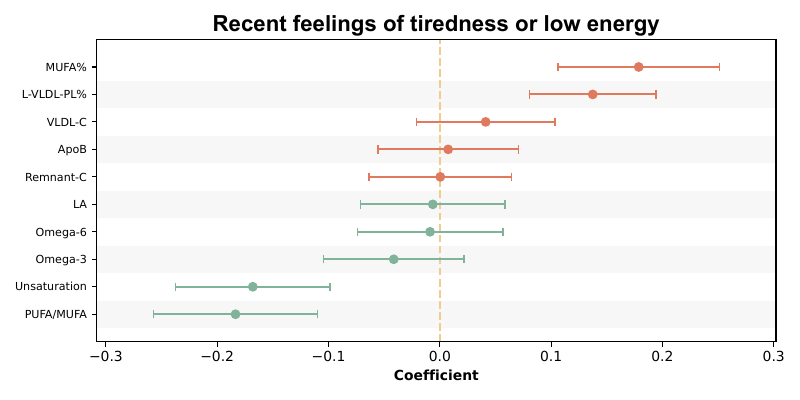 Recent feelings of tiredness or low energy
MUFA%
L-VLDL-PL%
VLDL-C
ApoB
Remnant-C
LA
Omega-6
Omega-3
Unsaturation
PUFA/MUFA
−0.3 −0.2 −0.1 0.0 0.1 0.2 0.3
Coefficient